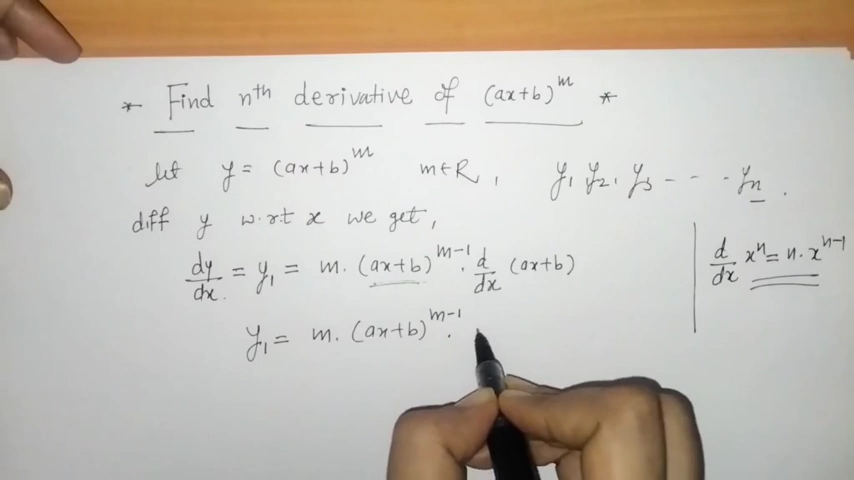 * Find nth derivative of (ax+b)^m *
let y = (ax+b)^m m∈R, y₁ y₂, y₃ - - - yₙ.
diff y w.r.t x we get,
dy/dx = y₁ = m. (ax+b)^m-1 . d/dx (ax+b)
d/dx x^n = n. x^n-1
y₁ = m. (ax+b)^m-1 .